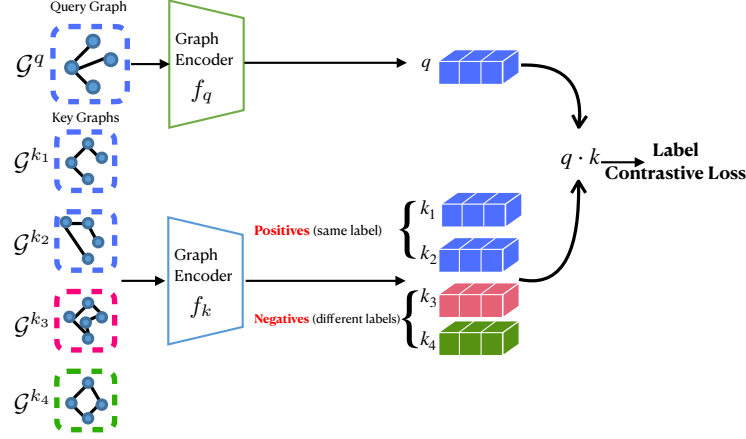 Query Graph
𝒢^q
Graph
Encoder
f_q
q
Key Graphs
𝒢^{k_1}
𝒢^{k_2}
𝒢^{k_3}
𝒢^{k_4}
Graph
Encoder
f_k
Positives (same label)
Negatives (different labels)
k_1
k_2
k_3
k_4
q · k
Label
Contrastive Loss